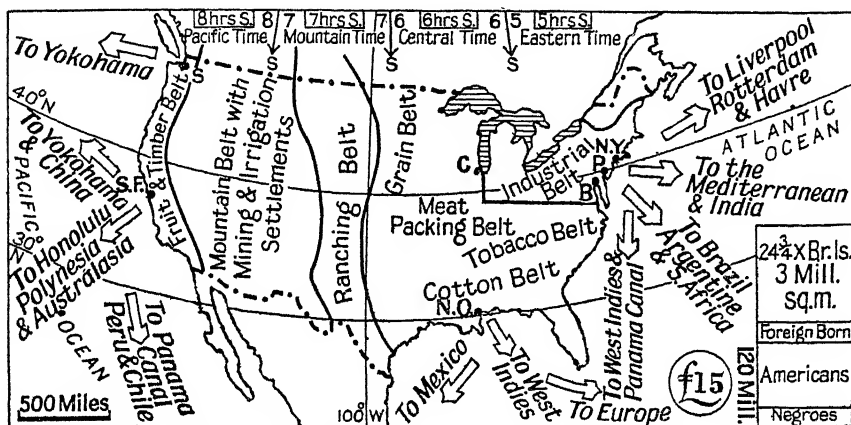 8hrs S. 8 7 7hrs S. 7 6 6hrs S. 6 5 5hrs S.
Pacific Time Mountain Time Central Time Eastern Time
S S S S
To Yokohama
40°N
To Yokohama
& China
PACIFIC
S.F.
30°
N
To Honolulu
Polynesia
& Australasia
OCEAN
To Panama
Canal
Peru & Chile
500 Miles
Fruit & Timber Belt
Mountain Belt with
Mining & Irrigation
Settlements
Ranching Belt
Grain Belt
C.
Industrial
Belt
N.Y.
P.
B.
Meat
Packing Belt
Tobacco Belt
Cotton Belt
N.O.
100°W
To Mexico
To West
Indies
To Europe
To West Indies &
Panama Canal
To Brazil
Argentine
& S. Africa
To the
Mediterranean
& India
To Liverpool
Rotterdam
& Havre
ATLANTIC
OCEAN
£15
24¾ X Br. Is.
3 Mill.
sq. m.
120 Mill.
Foreign Born
Americans
Negroes